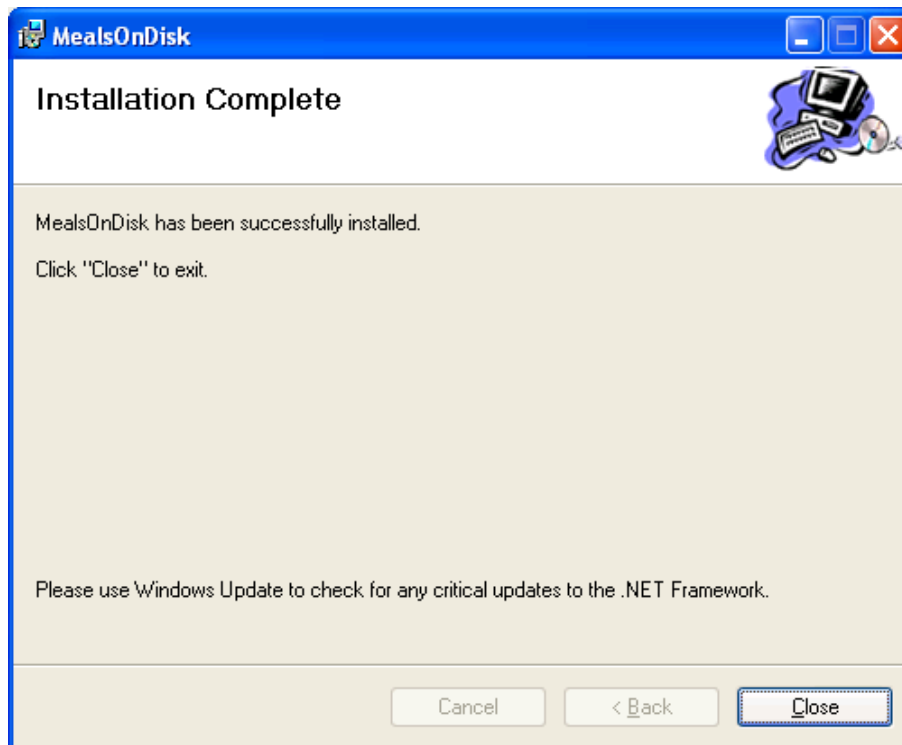 MealsOnDisk
Installation Complete
MealsOnDisk has been successfully installed.
Click "Close" to exit.
Please use Windows Update to check for any critical updates to the .NET Framework.
Cancel
< Back
Close